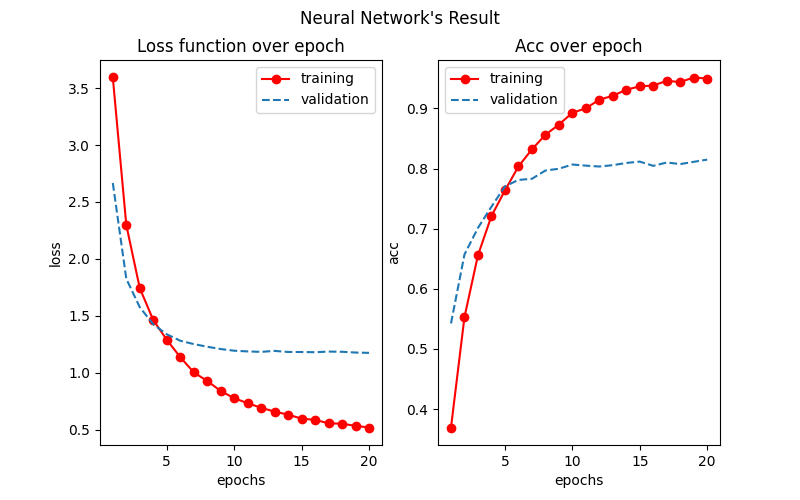 Neural Network's Result
Loss function over epoch
training
validation
3.5
3.0
2.5
2.0
1.5
1.0
0.5
loss
5
10
15
20
epochs
Acc over epoch
training
validation
0.9
0.8
0.7
0.6
0.5
0.4
acc
5
10
15
20
epochs